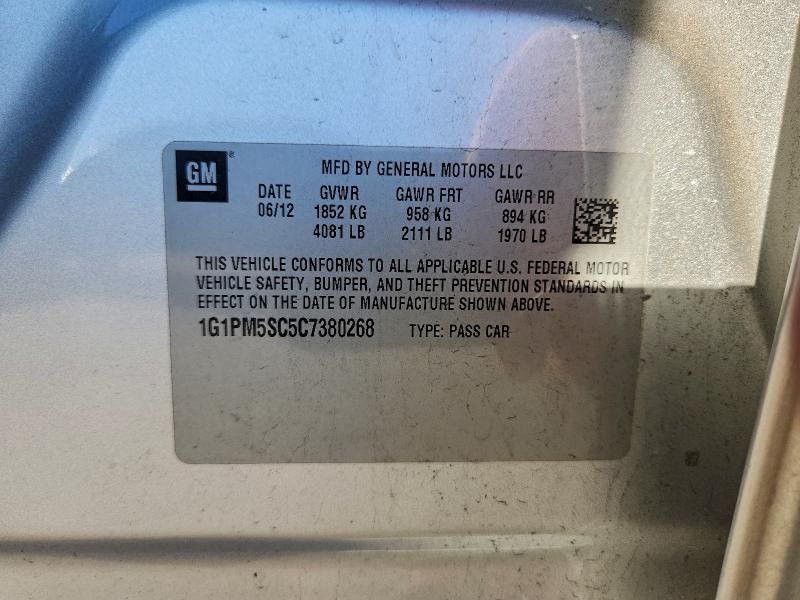 GM® MFD BY GENERAL MOTORS LLC
DATE GVWR GAWR FRT GAWR RR
06/12 1852 KG 958 KG 894 KG
4081 LB 2111 LB 1970 LB
THIS VEHICLE CONFORMS TO ALL APPLICABLE U.S. FEDERAL MOTOR
VEHICLE SAFETY, BUMPER, AND THEFT PREVENTION STANDARDS IN
EFFECT ON THE DATE OF MANUFACTURE SHOWN ABOVE.
1G1PM5SC5C7380268 TYPE: PASS CAR